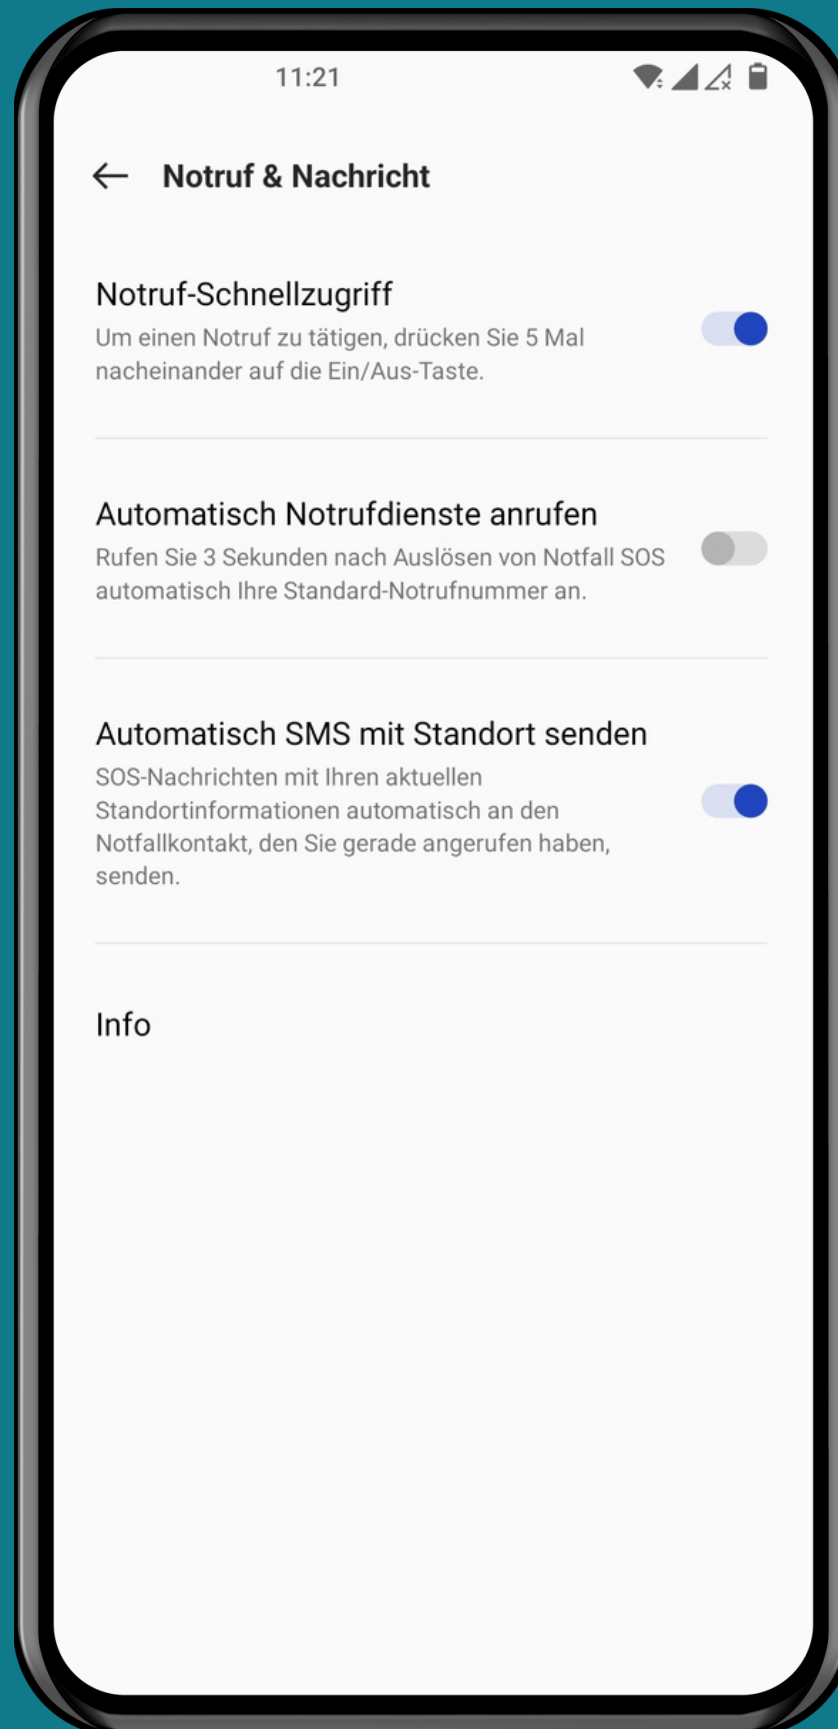 11:21
Notruf & Nachricht
Notruf-Schnellzugriff
Um einen Notruf zu tätigen, drücken Sie 5 Mal
nacheinander auf die Ein/Aus-Taste.
Automatisch Notrufdienste anrufen
Rufen Sie 3 Sekunden nach Auslösen von Notfall SOS
automatisch Ihre Standard-Notrufnummer an.
Automatisch SMS mit Standort senden
SOS-Nachrichten mit Ihren aktuellen
Standortinformationen automatisch an den
Notfallkontakt, den Sie gerade angerufen haben,
senden.
Info